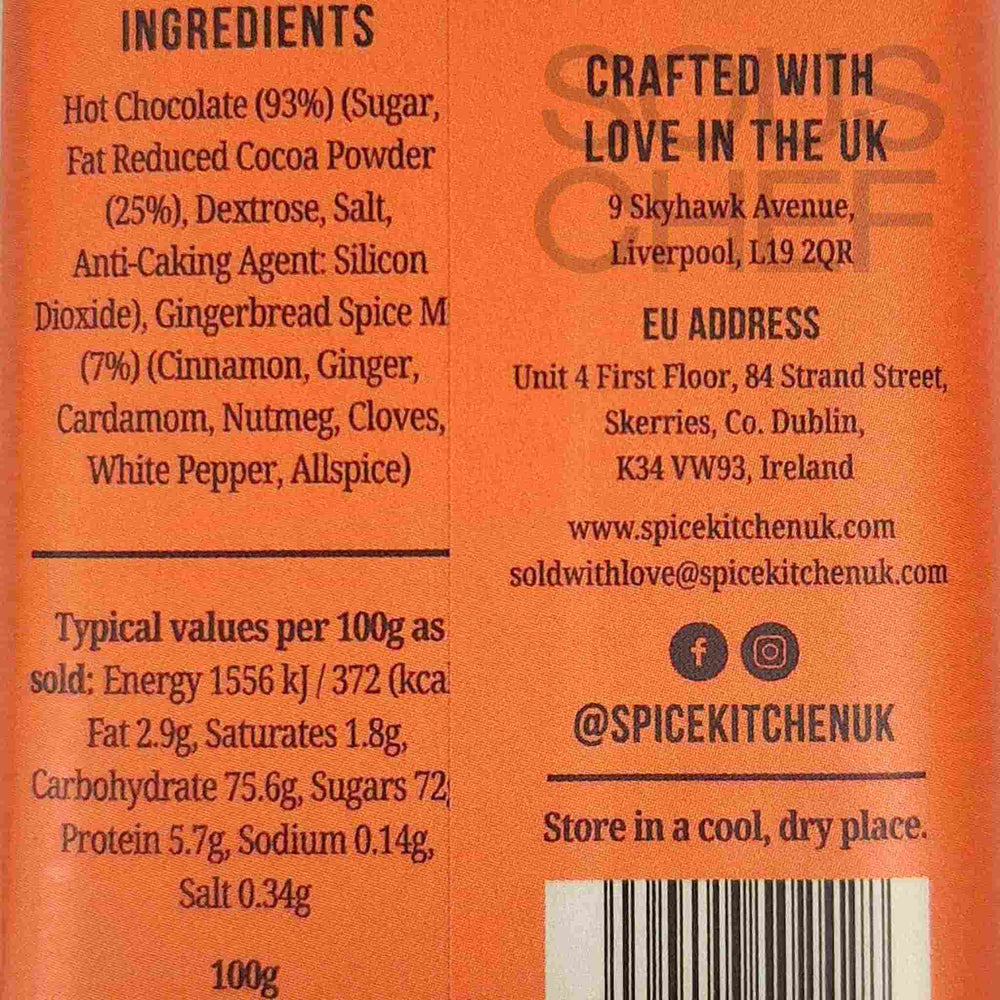 INGREDIENTS
Hot Chocolate (93%) (Sugar,
Fat Reduced Cocoa Powder
(25%), Dextrose, Salt,
Anti-Caking Agent: Silicon
Dioxide), Gingerbread Spice M
(7%) (Cinnamon, Ginger,
Cardamom, Nutmeg, Cloves,
White Pepper, Allspice)
Typical values per 100g as
sold: Energy 1556 kJ / 372 (kcal
Fat 2.9g, Saturates 1.8g,
Carbohydrate 75.6g, Sugars 72
Protein 5.7g, Sodium 0.14g,
Salt 0.34g
100g
SOUS
CHEF
CRAFTED WITH
LOVE IN THE UK
9 Skyhawk Avenue,
Liverpool, L19 2QR
EU ADDRESS
Unit 4 First Floor, 84 Strand Street,
Skerries, Co. Dublin,
K34 VW93, Ireland
www.spicekitchenuk.com
soldwithlove@spicekitchenuk.com
@SPICEKITCHENUK
Store in a cool, dry place.